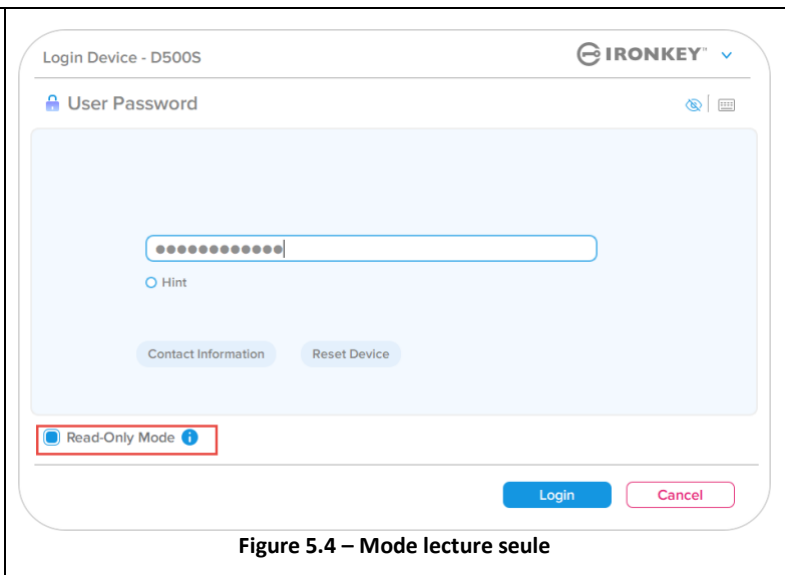 Login Device - D500S
IRONKEY™
User Password
●●●●●●●●●●●●
Hint
Contact Information
Reset Device
Read-Only Mode
Login
Cancel
Figure 5.4 – Mode lecture seule